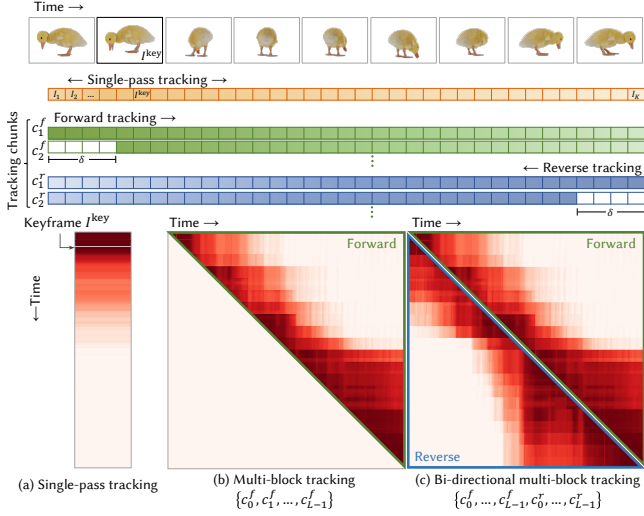 Time →
I^key
← Single-pass tracking →
I_1 I_2 ... I^key I_K
Forward tracking →
Tracking chunks
c_1^f
c_2^f
δ
← Reverse tracking
c_1^r
c_2^r
δ
Keyframe I^key
←Time
Time →
Forward
Time →
Forward
Reverse
(a) Single-pass tracking
(b) Multi-block tracking
{c_0^f, c_1^f, ..., c_{L-1}^f}
(c) Bi-directional multi-block tracking
{c_0^f, ..., c_{L-1}^f, c_0^r, ..., c_{L-1}^r}